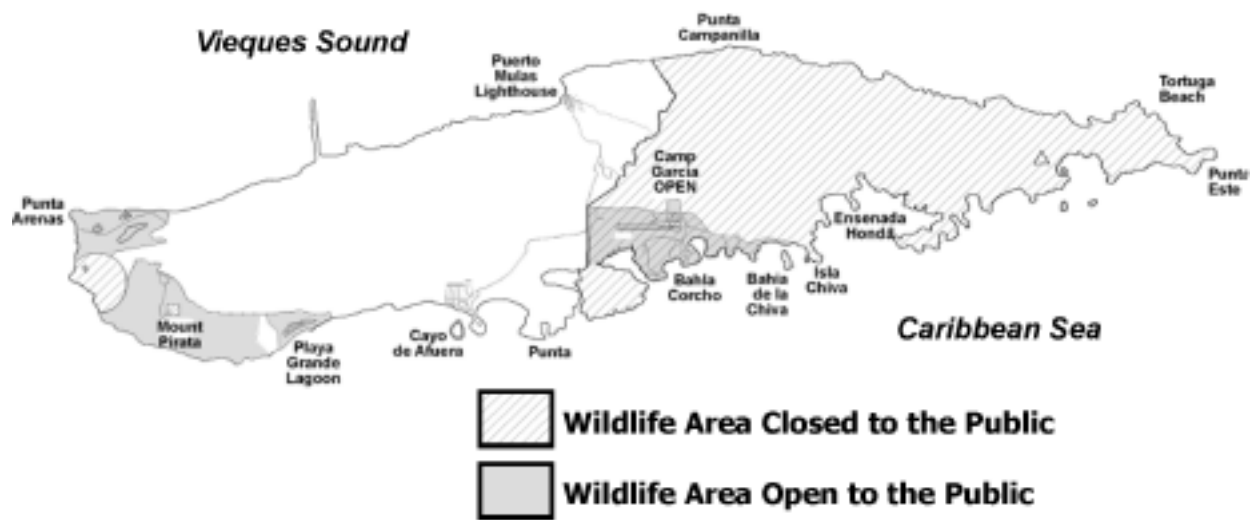 Vieques Sound
Punta
Campanilla
Puerto
Mulas
Lighthouse
Tortuga
Beach
Camp
Garcia
OPEN
Punta
Este
Punta
Arenas
Ensenada
Honda
Bahia
Corcho
Bahia
de la
Chiva
Isla
Chiva
Mount
Pirata
Playa
Grande
Lagoon
Cayo
de Afuera
Punta
Caribbean Sea
Wildlife Area Closed to the Public
Wildlife Area Open to the Public